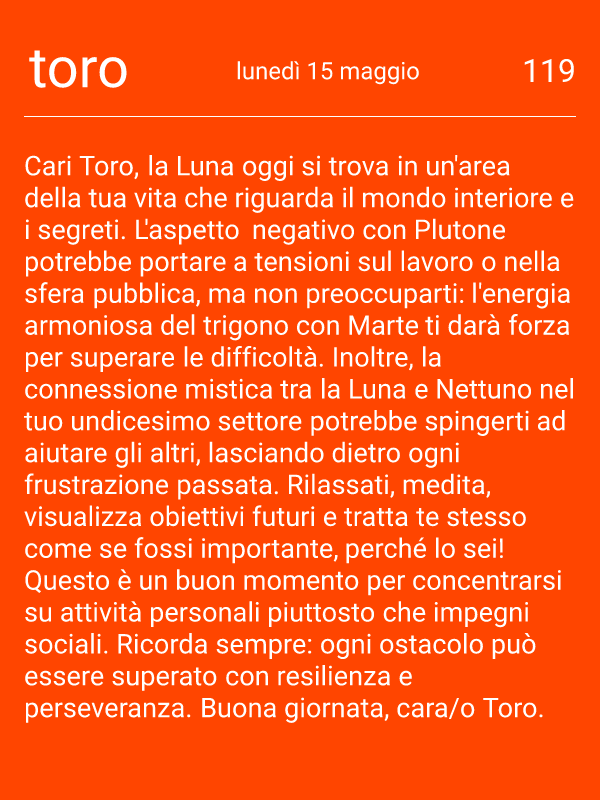 toro
lunedì 15 maggio
119
Cari Toro, la Luna oggi si trova in un'area
della tua vita che riguarda il mondo interiore e
i segreti. L'aspetto  negativo con Plutone
potrebbe portare a tensioni sul lavoro o nella
sfera pubblica, ma non preoccuparti: l'energia
armoniosa del trigono con Marte ti darà forza
per superare le difficoltà. Inoltre, la
connessione mistica tra la Luna e Nettuno nel
tuo undicesimo settore potrebbe spingerti ad
aiutare gli altri, lasciando dietro ogni
frustrazione passata. Rilassati, medita,
visualizza obiettivi futuri e tratta te stesso
come se fossi importante, perché lo sei!
Questo è un buon momento per concentrarsi
su attività personali piuttosto che impegni
sociali. Ricorda sempre: ogni ostacolo può
essere superato con resilienza e
perseveranza. Buona giornata, cara/o Toro.